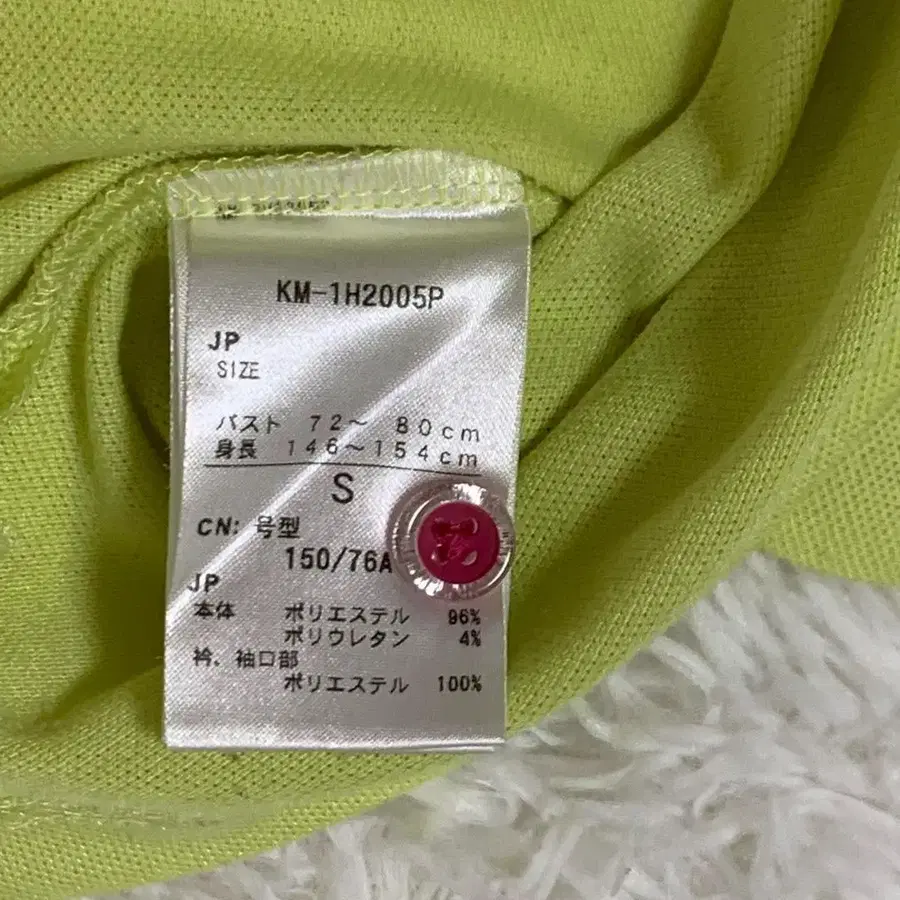 KM-1H2005P
JP
SIZE
バスト 72～ 80cm
身長 146～154cm
S
CN: 号型
150/76A
JP
本体 ポリエステル 96%
ポリウレタン 4%
衿、袖口部
ポリエステル 100%